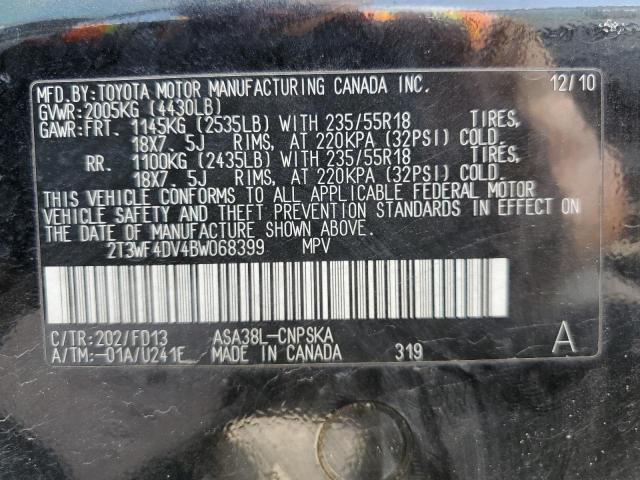 MFD.BY:TOYOTA MOTOR MANUFACTURING CANADA INC. 12/10
GVWR:2005KG (4430LB)
GAWR:FRT. 1145KG (2535LB) WITH 235/55R18 TIRES,
18X7.5J RIMS, AT 220KPA (32PSI) COLD.
RR. 1100KG (2435LB) WITH 235/55R18 TIRES,
18X7.5J RIMS, AT 220KPA (32PSI) COLD.
THIS VEHICLE CONFORMS TO ALL APPLICABLE FEDERAL MOTOR
VEHICLE SAFETY AND THEFT PREVENTION STANDARDS IN EFFECT ON
THE DATE OF MANUFACTURE SHOWN ABOVE.
2T3WF4DV4BW068399 MPV
C/TR:202/FD13 ASA38L-CNPSKA
A/TM:-01A/U241E MADE IN CANADA 319 A